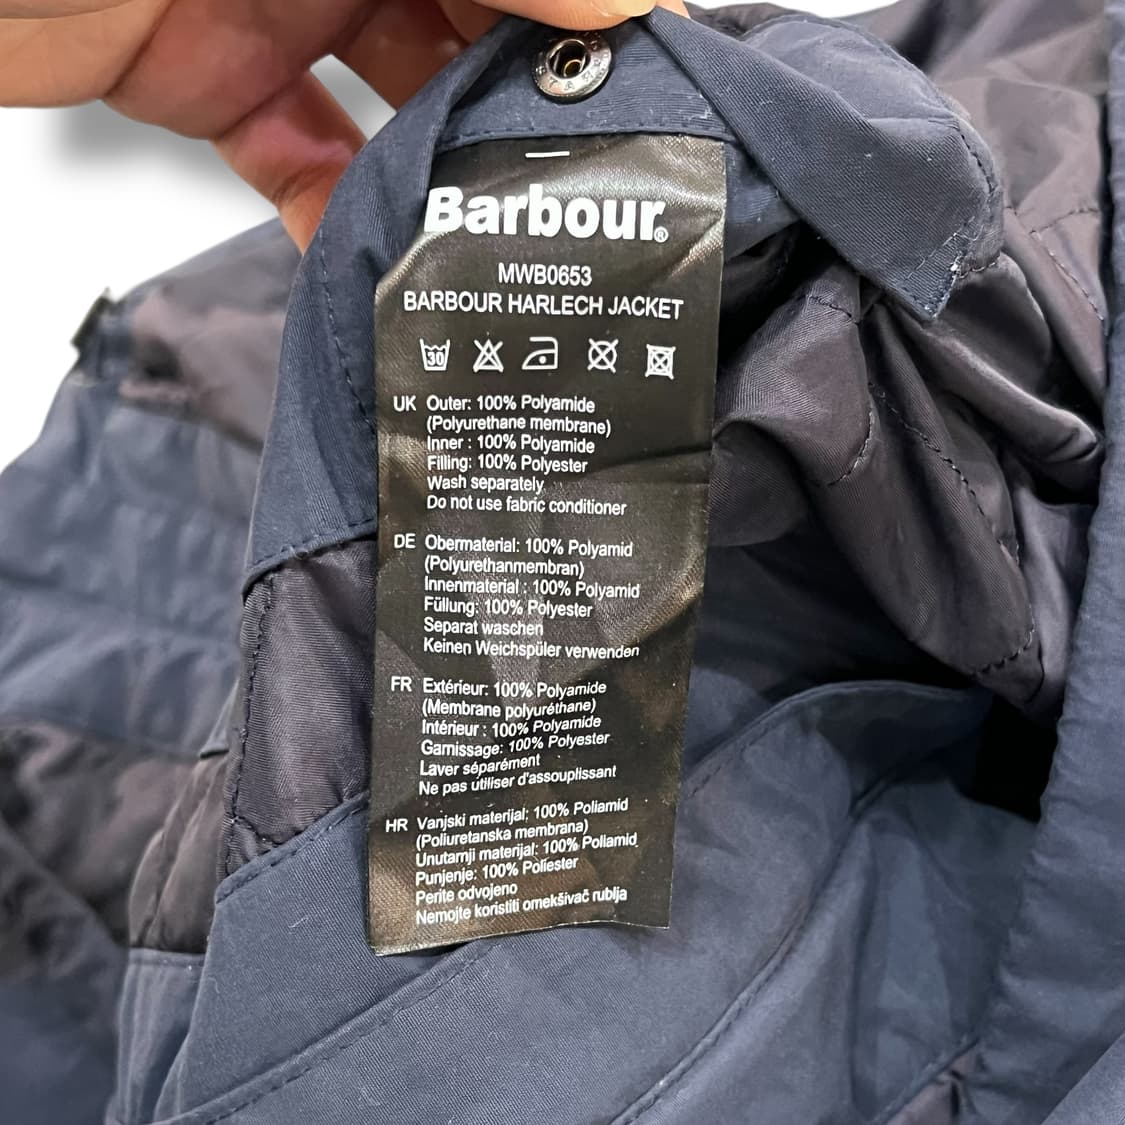 Barbour®
MWB0653
BARBOUR HARLECH JACKET
30
UK Outer: 100% Polyamide
(Polyurethane membrane)
Inner : 100% Polyamide
Filling: 100% Polyester
Wash separately
Do not use fabric conditioner
DE Obermaterial: 100% Polyamid
(Polyurethanmembran)
Innenmaterial : 100% Polyamid
Füllung: 100% Polyester
Separat waschen
Keinen Weichspüler verwenden
FR Extérieur: 100% Polyamide
(Membrane polyuréthane)
Intérieur : 100% Polyamide
Garnissage: 100% Polyester
Laver séparément
Ne pas utiliser d'assouplissant
HR Vanjski materijal: 100% Poliamid
(Poliuretanska membrana)
Unutarnji materijal: 100% Poliamid
Punjenje: 100% Poliester
Perite odvojeno
Nemojte koristiti omekšivač rublja